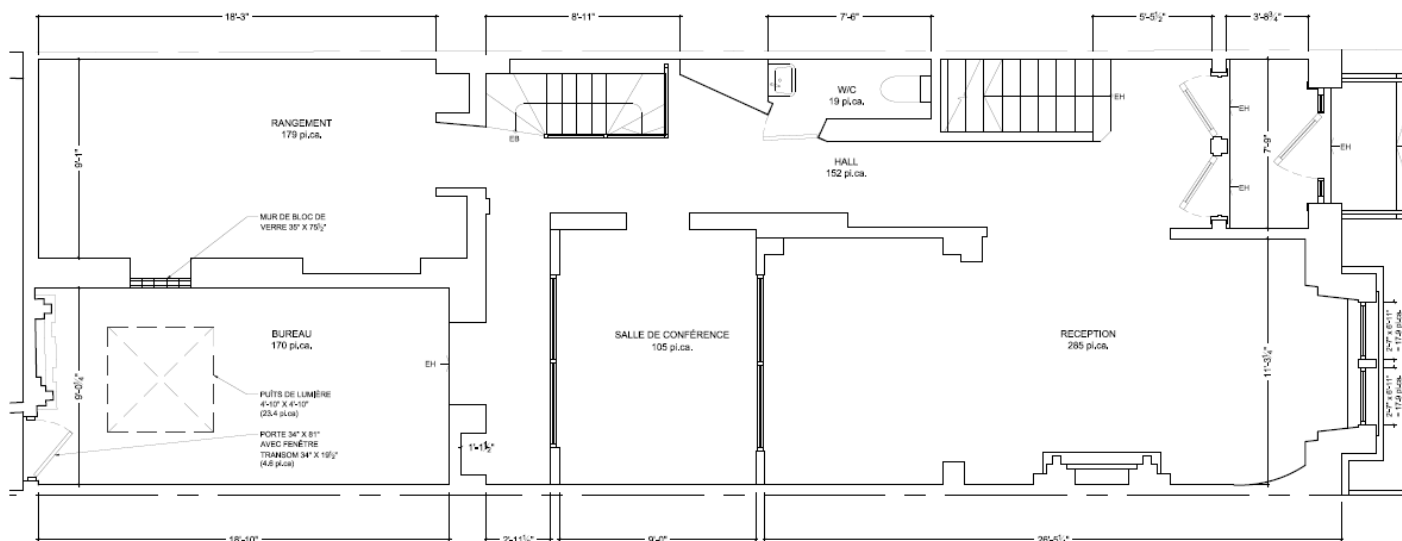 18'-3"
8'-11"
7'-6"
5'-5½"
3'-8¾"
RANGEMENT
179 pi.ca.
9'-1"
W/C
19 pi.ca.
EH
EH
EH
EH
7'-9"
EB
HALL
152 pi.ca.
MUR DE BLOC DE
VERRE 35" X 75½"
BUREAU
170 pi.ca.
EH
9'-0¼"
PUÎTS DE LUMIÈRE
4'-10" X 4'-10"
(23.4 pi.ca)
PORTE 34" X 81"
AVEC FENÊTRE
TRANSOM 34" X 19½"
(4.6 pi.ca)
1'-1½"
SALLE DE CONFÉRENCE
105 pi.ca.
RECEPTION
285 pi.ca.
11'-3¼"
2'-7" x 6'-11"
= 17.9 pi.ca.
2'-7" x 6'-11"
= 17.9 pi.ca.
18'-10"
2'-11¼"
9'-0"